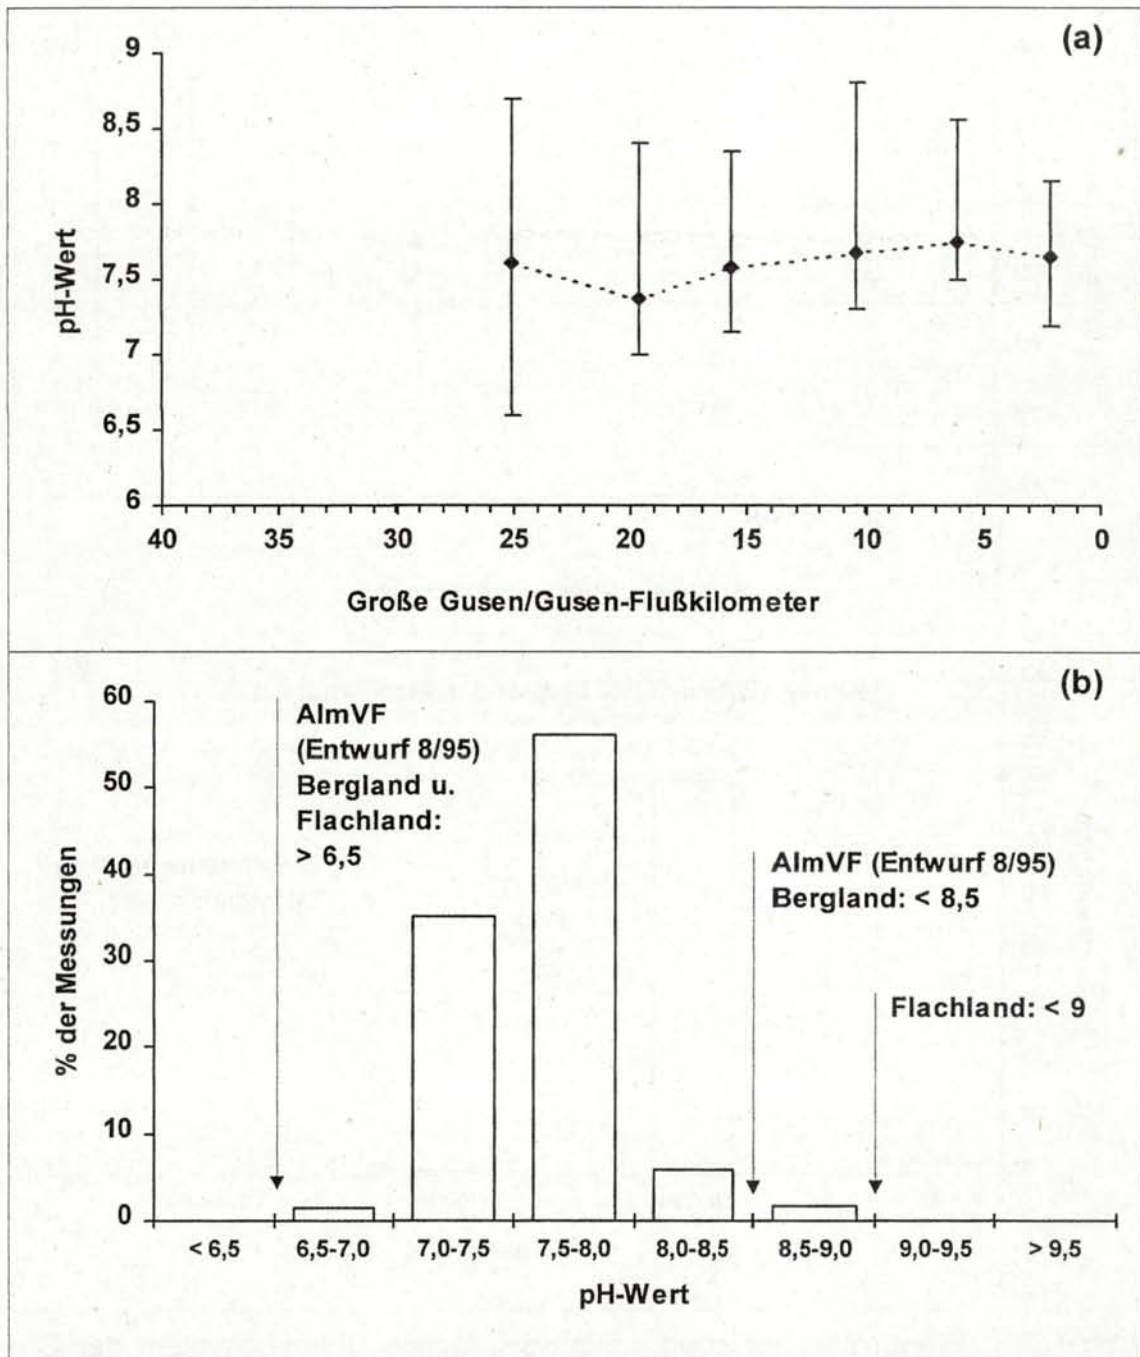 (a)
9
8,5
8
7,5
7
6,5
6
pH-Wert
40 35 30 25 20 15 10 5 0
Große Gusen/Gusen-Flußkilometer
(b)
60
50
40
30
20
10
0
% der Messungen
AImVF
(Entwurf 8/95)
Bergland u.
Flachland:
> 6,5
AImVF (Entwurf 8/95)
Bergland: < 8,5
Flachland: < 9
< 6,5 6,5-7,0 7,0-7,5 7,5-8,0 8,0-8,5 8,5-9,0 9,0-9,5 > 9,5
pH-Wert